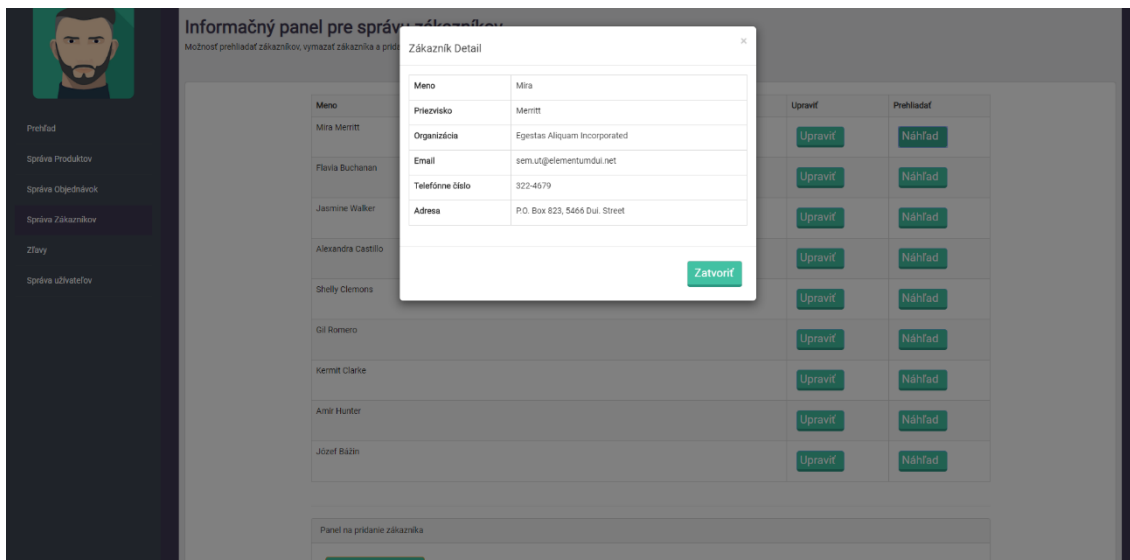 Informačný panel pre správu zákazníkov
Možnosť prehliadať zákazníkov, vymazať zákazníka a
Prehľad
Správa Produktov
Správa Objednávok
Správa Zákazníkov
Zľavy
Správa užívateľov
Zákazník Detail
×
Meno Mira
Priezvisko Merritt
Organizácia Egestas Aliquam Incorporated
Email sem.ut@elementumdui.net
Telefónne číslo 322-4679
Adresa P.O. Box 823, 5466 Dui. Street
Zatvoriť
Meno Upraviť Prehliadať
Mira Merritt Upraviť Náhľad
Flavia Buchanan Upraviť Náhľad
Jasmine Walker Upraviť Náhľad
Alexandra Castillo Upraviť Náhľad
Shelly Clemons Upraviť Náhľad
Gil Romero Upraviť Náhľad
Kermit Clarke Upraviť Náhľad
Amir Hunter Upraviť Náhľad
Józef Bážin Upraviť Náhľad
Panel na pridanie zákazníka